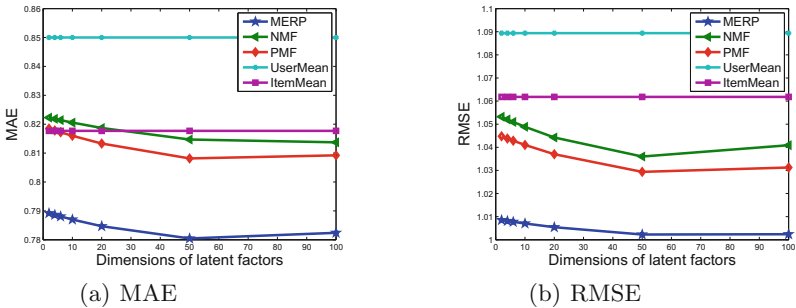 0.86
0.85
0.84
0.83
0.82
0.81
0.8
0.79
0.78
MAE
MERP
NMF
PMF
UserMean
ItemMean
0 10 20 30 40 50 60 70 80 90 100
Dimensions of latent factors
(a) MAE
1.1
1.09
1.08
1.07
1.06
1.05
1.04
1.03
1.02
1.01
1
RMSE
MERP
NMF
PMF
UserMean
ItemMean
0 10 20 30 40 50 60 70 80 90 100
Dimensions of latent factors
(b) RMSE